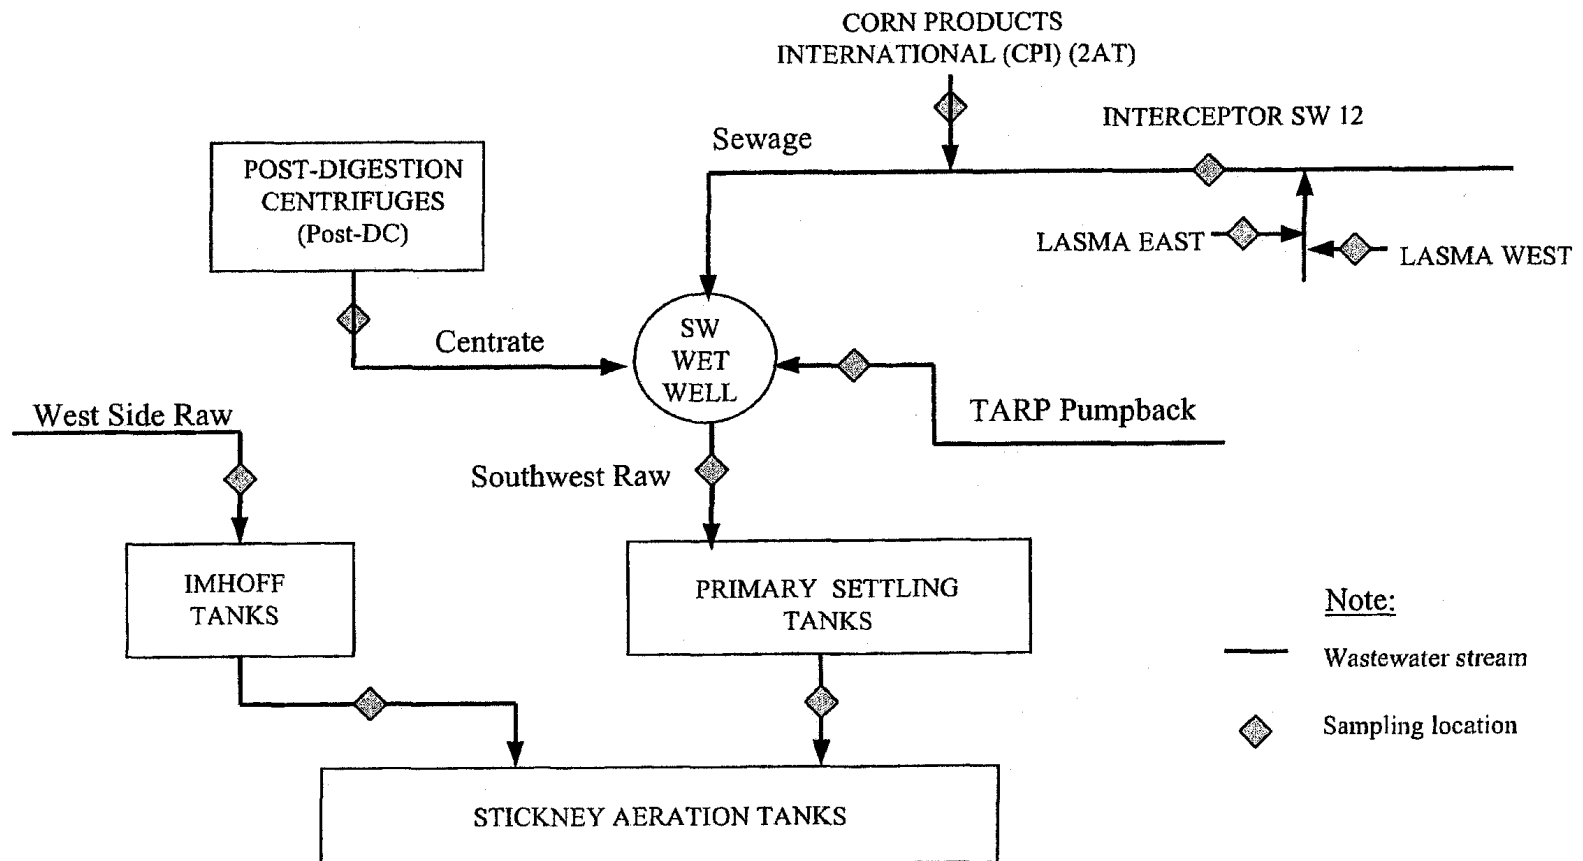 CORN PRODUCTS
INTERNATIONAL (CPI) (2AT)
INTERCEPTOR SW 12
Sewage
POST-DIGESTION
CENTRIFUGES
(Post-DC)
LASMA EAST
LASMA WEST
Centrate
SW
WET
WELL
West Side Raw
TARP Pumpback
Southwest Raw
IMHOFF
TANKS
PRIMARY SETTLING
TANKS
Note:
Wastewater stream
Sampling location
STICKNEY AERATION TANKS